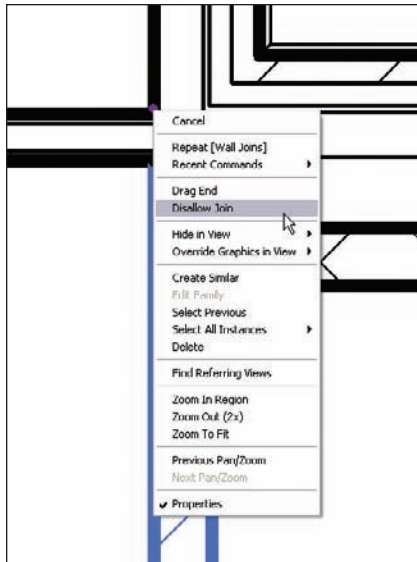 Cancel
Repeat [Wall Joins]
Recent Commands
Drag End
Disallow Join
Hide in View
Override Graphics in View
Create Similar
Edit Family
Select Previous
Select All Instances
Delete
Find Referring Views
Zoom In Region
Zoom Out (2x)
Zoom To Fit
Previous Pan/Zoom
Next Pan/Zoom
Properties